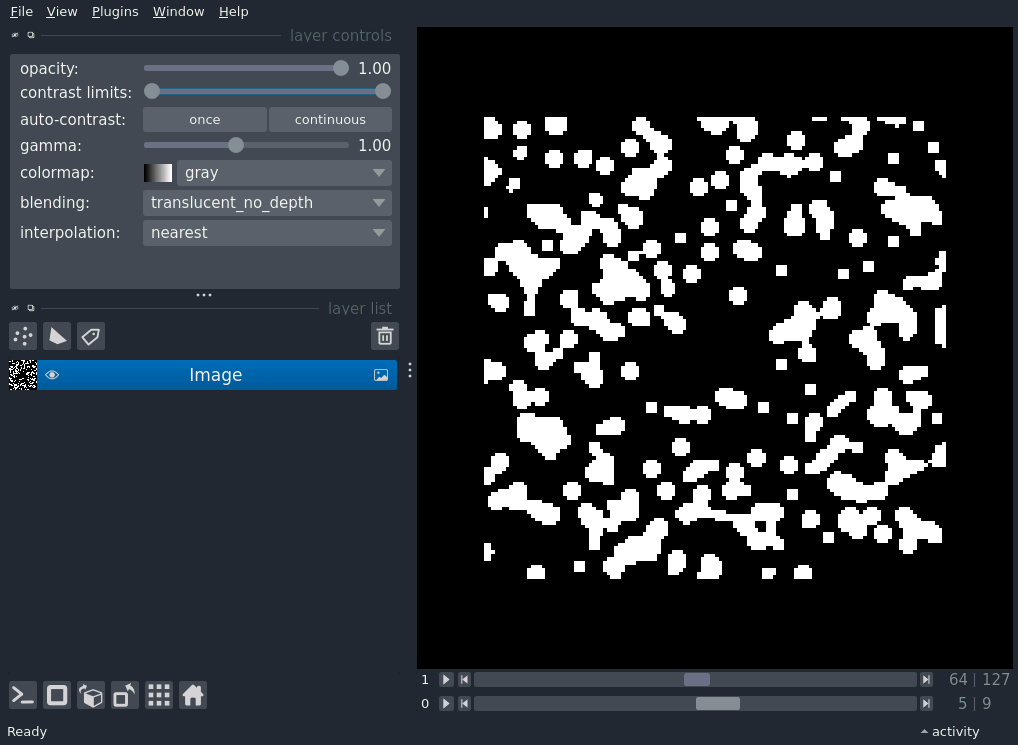 File View Plugins Window Help
layer controls
opacity: 1.00
contrast limits:
auto-contrast: once continuous
gamma: 1.00
colormap: gray
blending: translucent_no_depth
interpolation: nearest
layer list
Image
1 64 | 127
0 5 | 9
Ready activity